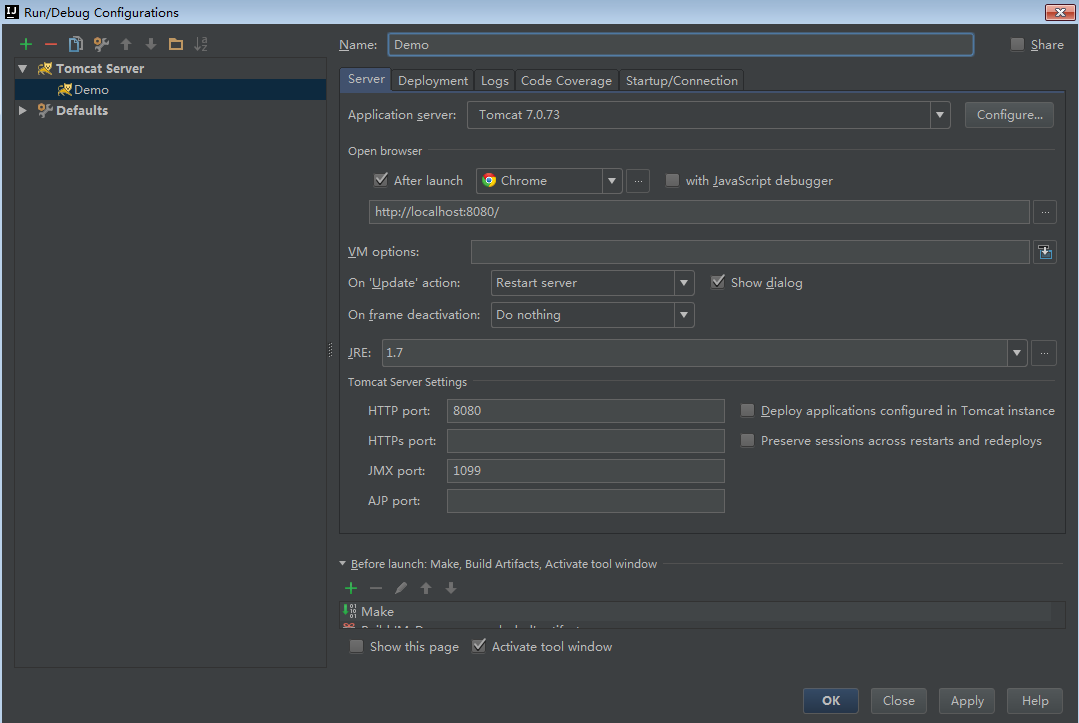 Run/Debug Configurations
Name: Demo Share
Tomcat Server
Demo
Defaults
Server Deployment Logs Code Coverage Startup/Connection
Application server: Tomcat 7.0.73 Configure...
Open browser
After launch Chrome ... with JavaScript debugger
http://localhost:8080/ ...
VM options:
On 'Update' action: Restart server Show dialog
On frame deactivation: Do nothing
JRE: 1.7 ...
Tomcat Server Settings
HTTP port: 8080 Deploy applications configured in Tomcat instance
HTTPs port: Preserve sessions across restarts and redeploys
JMX port: 1099
AJP port:
Before launch: Make, Build Artifacts, Activate tool window
Make
Show this page Activate tool window
OK Close Apply Help